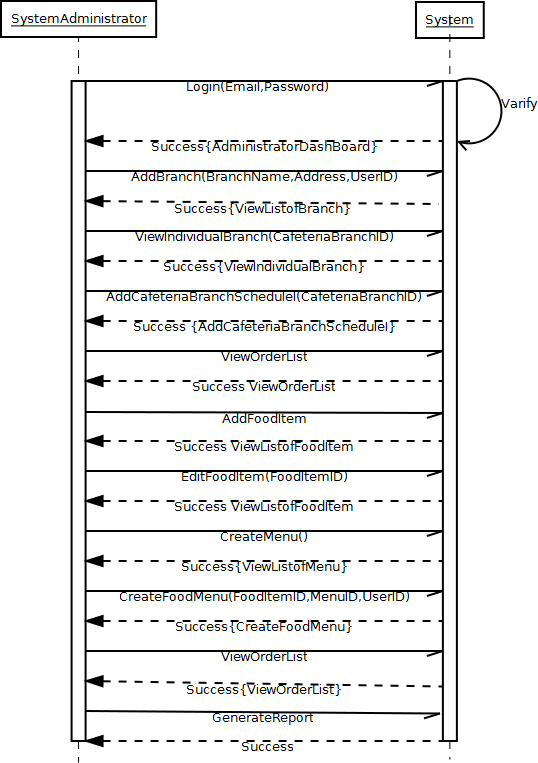 SystemAdministrator
System
Login(Email,Password)
Varify
Success{AdministratorDashBoard}
AddBranch(BranchName,Address,UserID)
Success{ViewListofBranch}
ViewIndividualBranch(CafeteriaBranchID)
Success{ViewIndividualBranch}
AddCafeteriaBranchSchedulel(CafeteriaBranchID)
Success {AddCafeteriaBranchSchedulel}
ViewOrderList
Success ViewOrderList
AddFoodItem
Success ViewListofFoodItem
EditFoodItem(FoodItemID)
Success ViewListofFoodItem
CreateMenu()
Success{ViewListofMenu}
CreateFoodMenu(FoodItemID,MenuID,UserID)
Success{CreateFoodMenu}
ViewOrderList
Success{ViewOrderList}
GenerateReport
Success